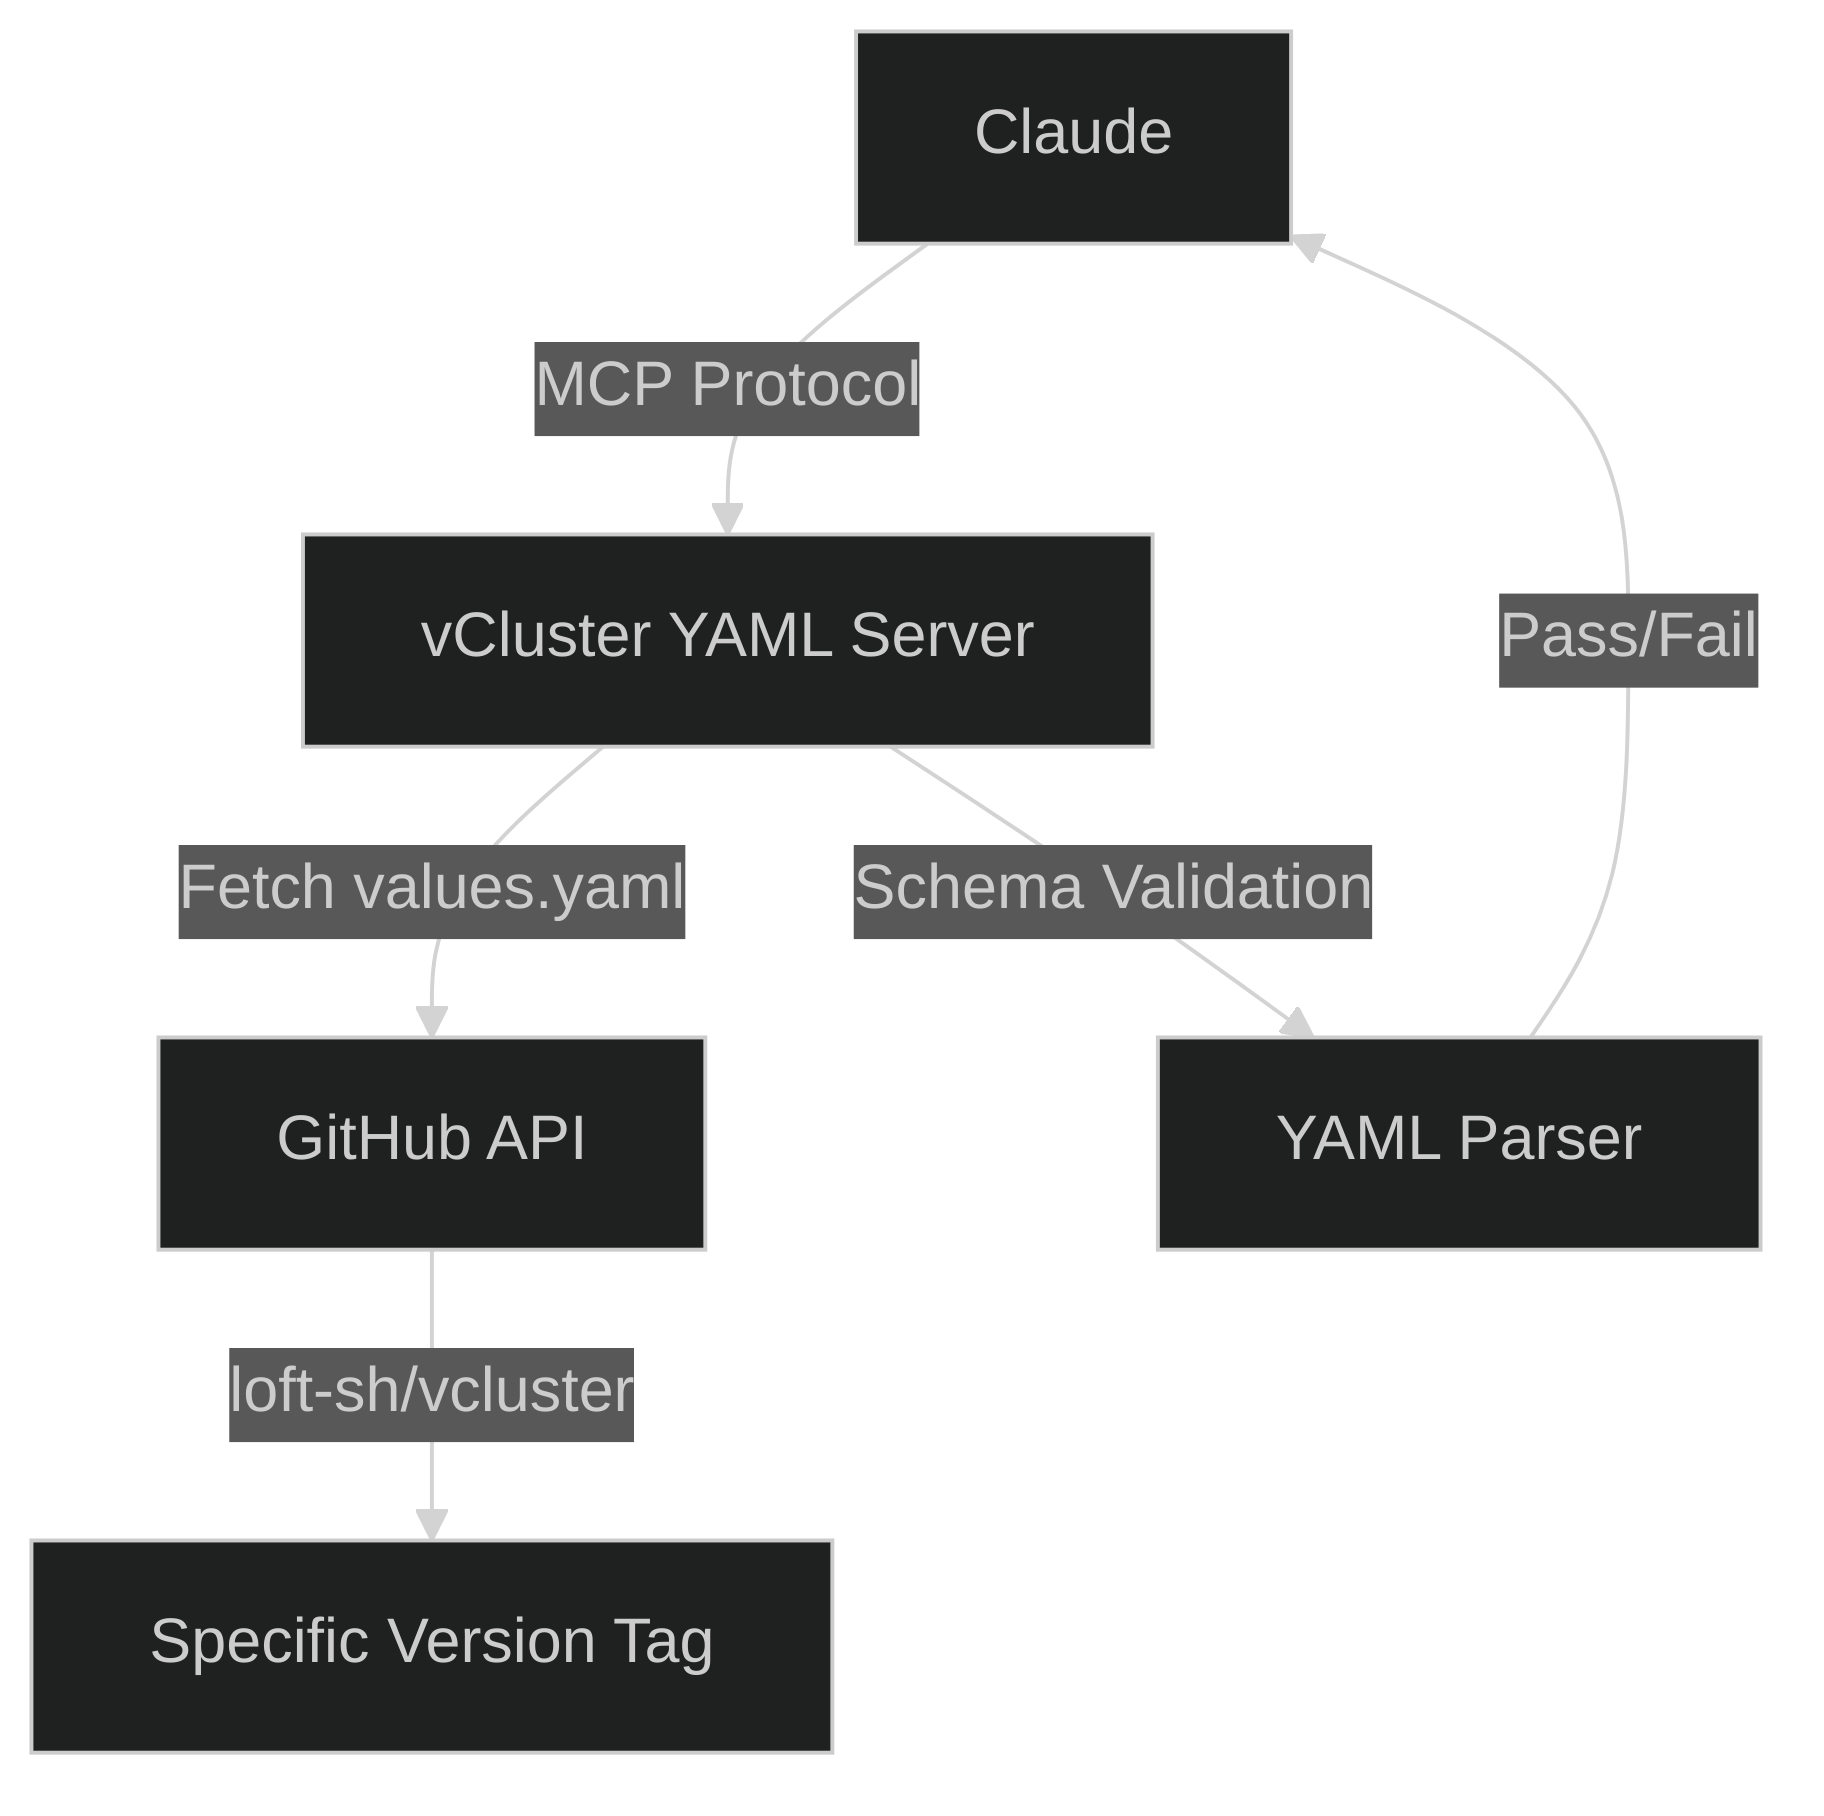 Claude
MCP Protocol
vCluster YAML Server
Pass/Fail
Fetch values.yaml
Schema Validation
GitHub API
YAML Parser
loft-sh/vcluster
Specific Version Tag